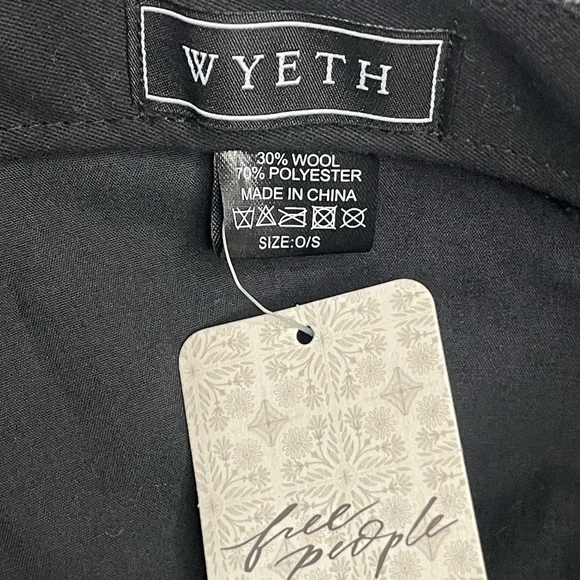 WYETH
30% WOOL
70% POLYESTER
MADE IN CHINA
SIZE:O/S
free
people